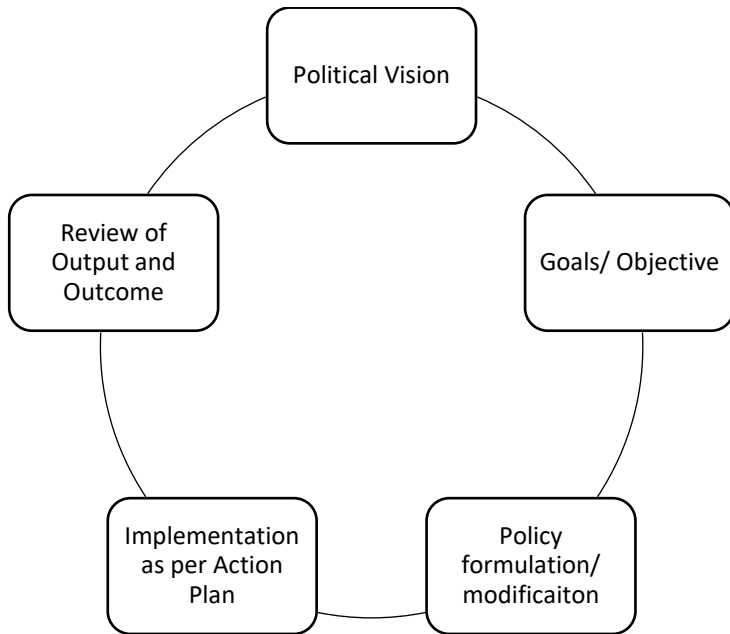 Political Vision
Goals/ Objective
Policy
formulation/
modificaiton
Implementation
as per Action
Plan
Review of
Output and
Outcome